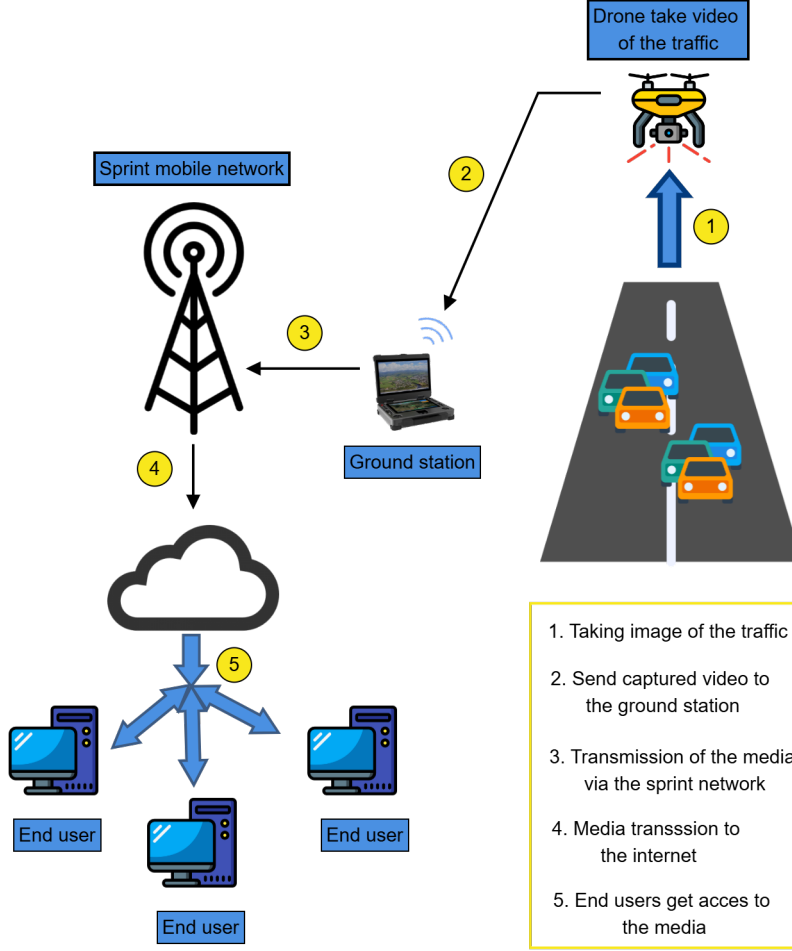 Drone take video
of the traffic
Sprint mobile network
2
1
3
Ground station
4
5
End user
End user
End user
1. Taking image of the traffic
2. Send captured video to
the ground station
3. Transmission of the media
via the sprint network
4. Media transssion to
the internet
5. End users get acces to
the media